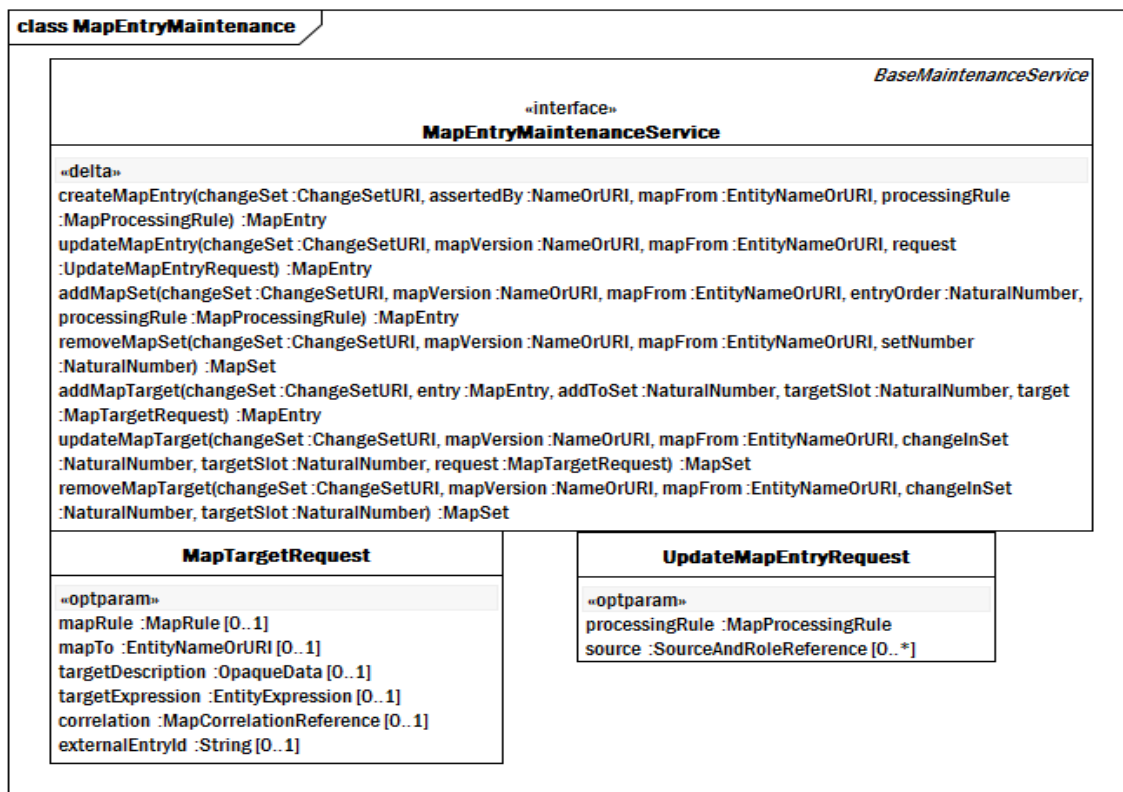 class MapEntryMaintenance
BaseMaintenanceService
«interface»
MapEntryMaintenanceService
«delta»
createMapEntry(changeSet :ChangeSetURI, assertedBy :NameOrURI, mapFrom :EntityNameOrURI, processingRule
:MapProcessingRule) :MapEntry
updateMapEntry(changeSet :ChangeSetURI, mapVersion :NameOrURI, mapFrom :EntityNameOrURI, request
:UpdateMapEntryRequest) :MapEntry
addMapSet(changeSet :ChangeSetURI, mapVersion :NameOrURI, mapFrom :EntityNameOrURI, entryOrder :NaturalNumber,
processingRule :MapProcessingRule) :MapEntry
removeMapSet(changeSet :ChangeSetURI, mapVersion :NameOrURI, mapFrom :EntityNameOrURI, setNumber
:NaturalNumber) :MapSet
addMapTarget(changeSet :ChangeSetURI, entry :MapEntry, addToSet :NaturalNumber, targetSlot :NaturalNumber, target
:MapTargetRequest) :MapEntry
updateMapTarget(changeSet :ChangeSetURI, mapVersion :NameOrURI, mapFrom :EntityNameOrURI, changeInSet
:NaturalNumber, targetSlot :NaturalNumber, request :MapTargetRequest) :MapSet
removeMapTarget(changeSet :ChangeSetURI, mapVersion :NameOrURI, mapFrom :EntityNameOrURI, changeInSet
:NaturalNumber, targetSlot :NaturalNumber) :MapSet
MapTargetRequest
«optparam»
mapRule :MapRule [0..1]
mapTo :EntityNameOrURI [0..1]
targetDescription :OpaqueData [0..1]
targetExpression :EntityExpression [0..1]
correlation :MapCorrelationReference [0..1]
externalEntryId :String [0..1]
UpdateMapEntryRequest
«optparam»
processingRule :MapProcessingRule
source :SourceAndRoleReference [0..*]